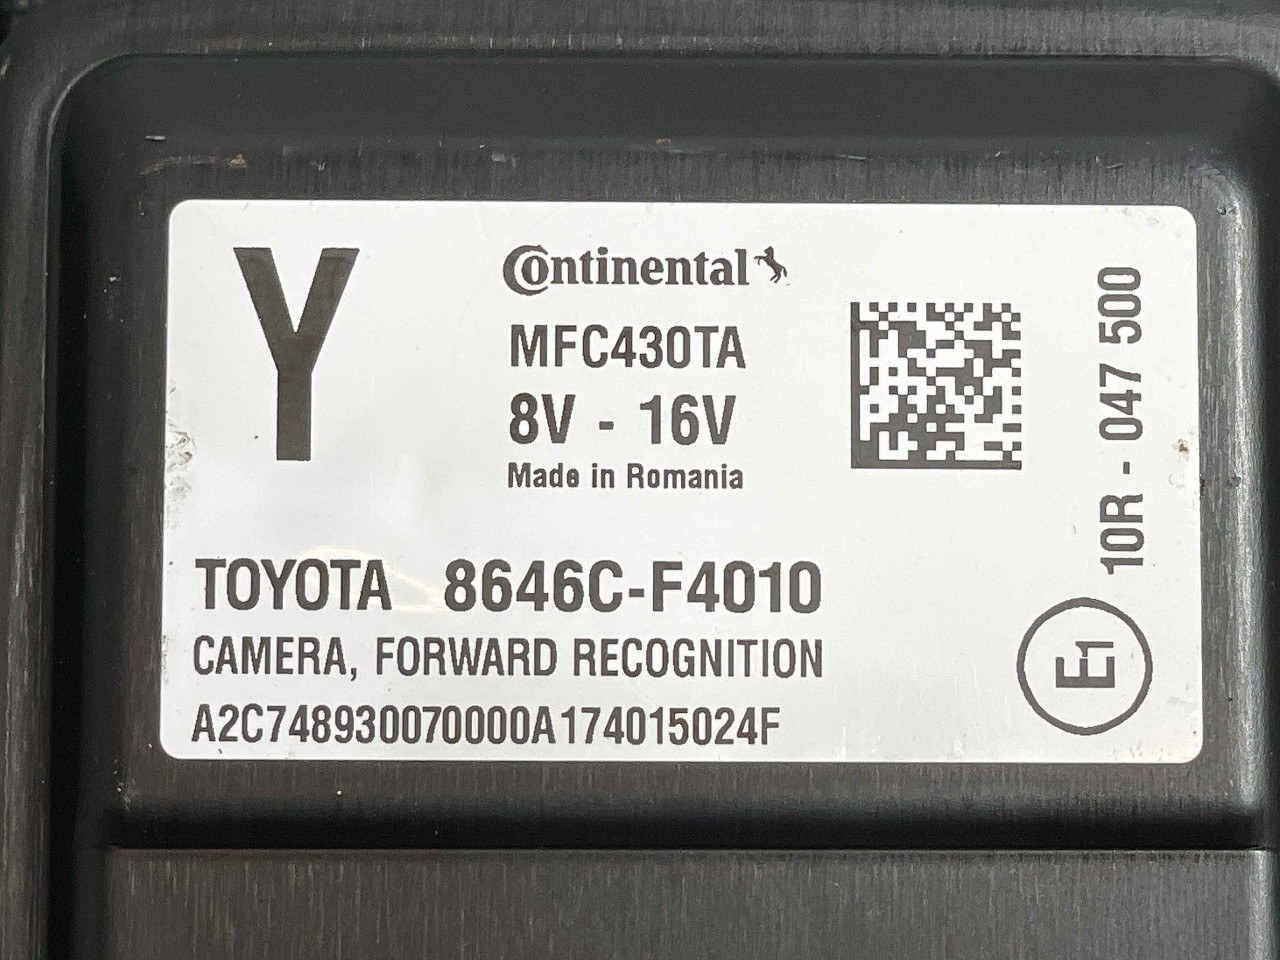 Y
Continental
MFC430TA
8V - 16V
Made in Romania
TOYOTA 8646C-F4010
CAMERA, FORWARD RECOGNITION
A2C748930070000A174015024F
10R - 047 500
E1